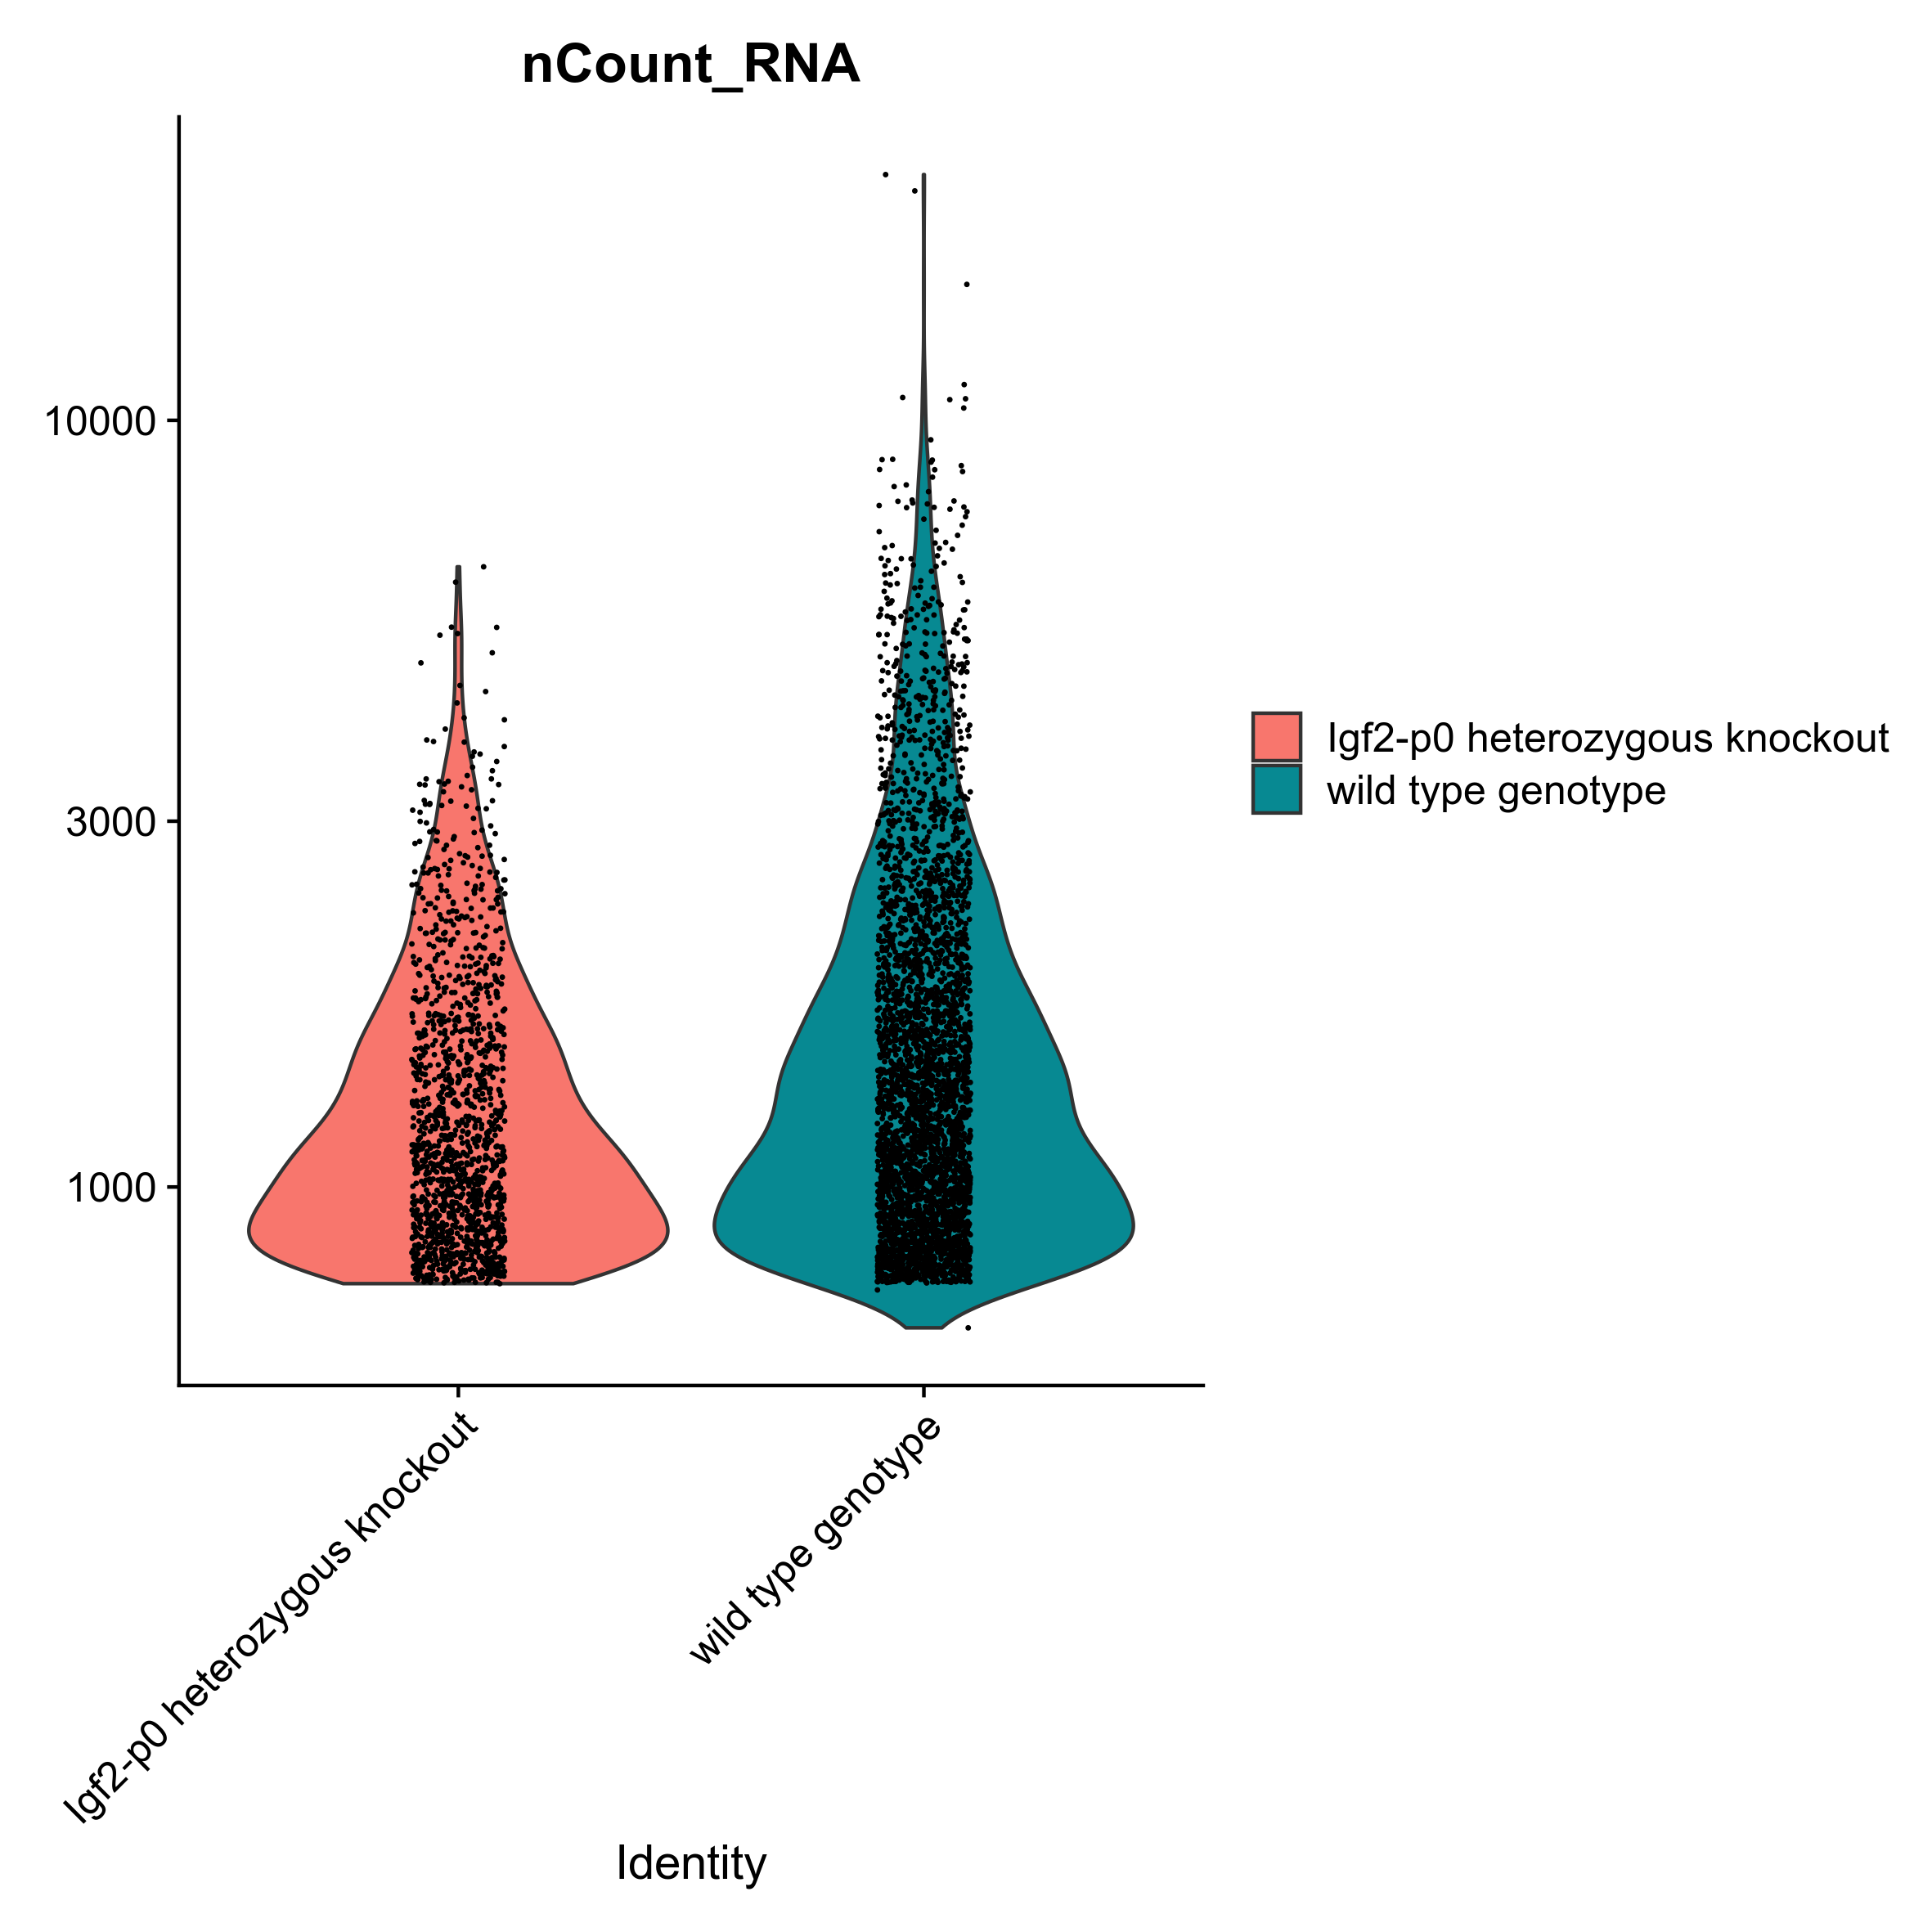 nCount_RNA
10000
3000
1000
Igf2-p0 heterozygous knockout
wild type genotype
Igf2-p0 heterozygous knockout
wild type genotype
Identity